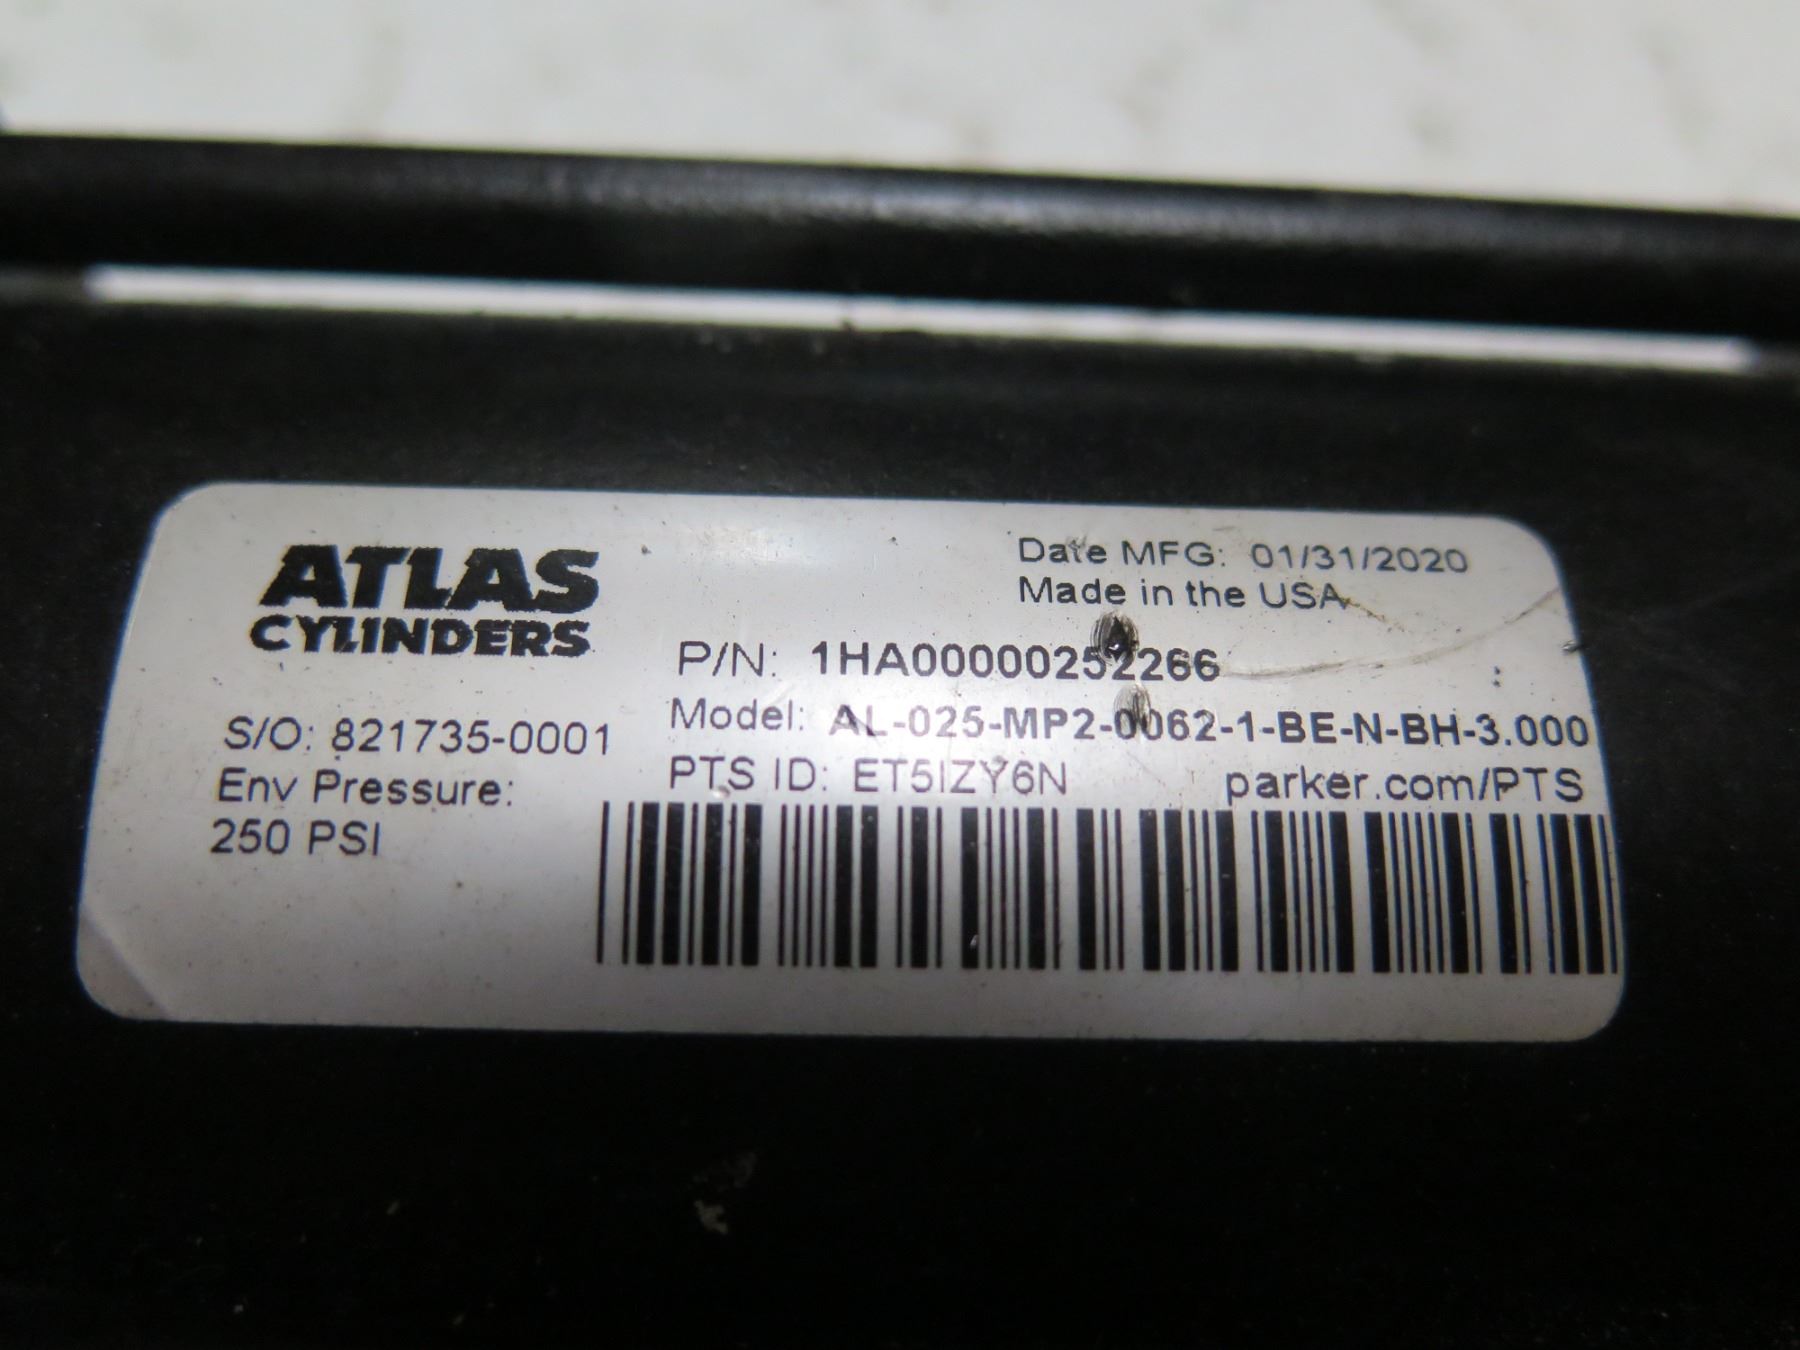 ATLAS
CYLINDERS
Date MFG: 01/31/2020
Made in the USA
P/N: 1HA00000252266
Model: AL-025-MP2-0062-1-BE-N-BH-3.000
S/O: 821735-0001
PTS ID: ET5IZY6N parker.com/PTS
Env Pressure:
250 PSI